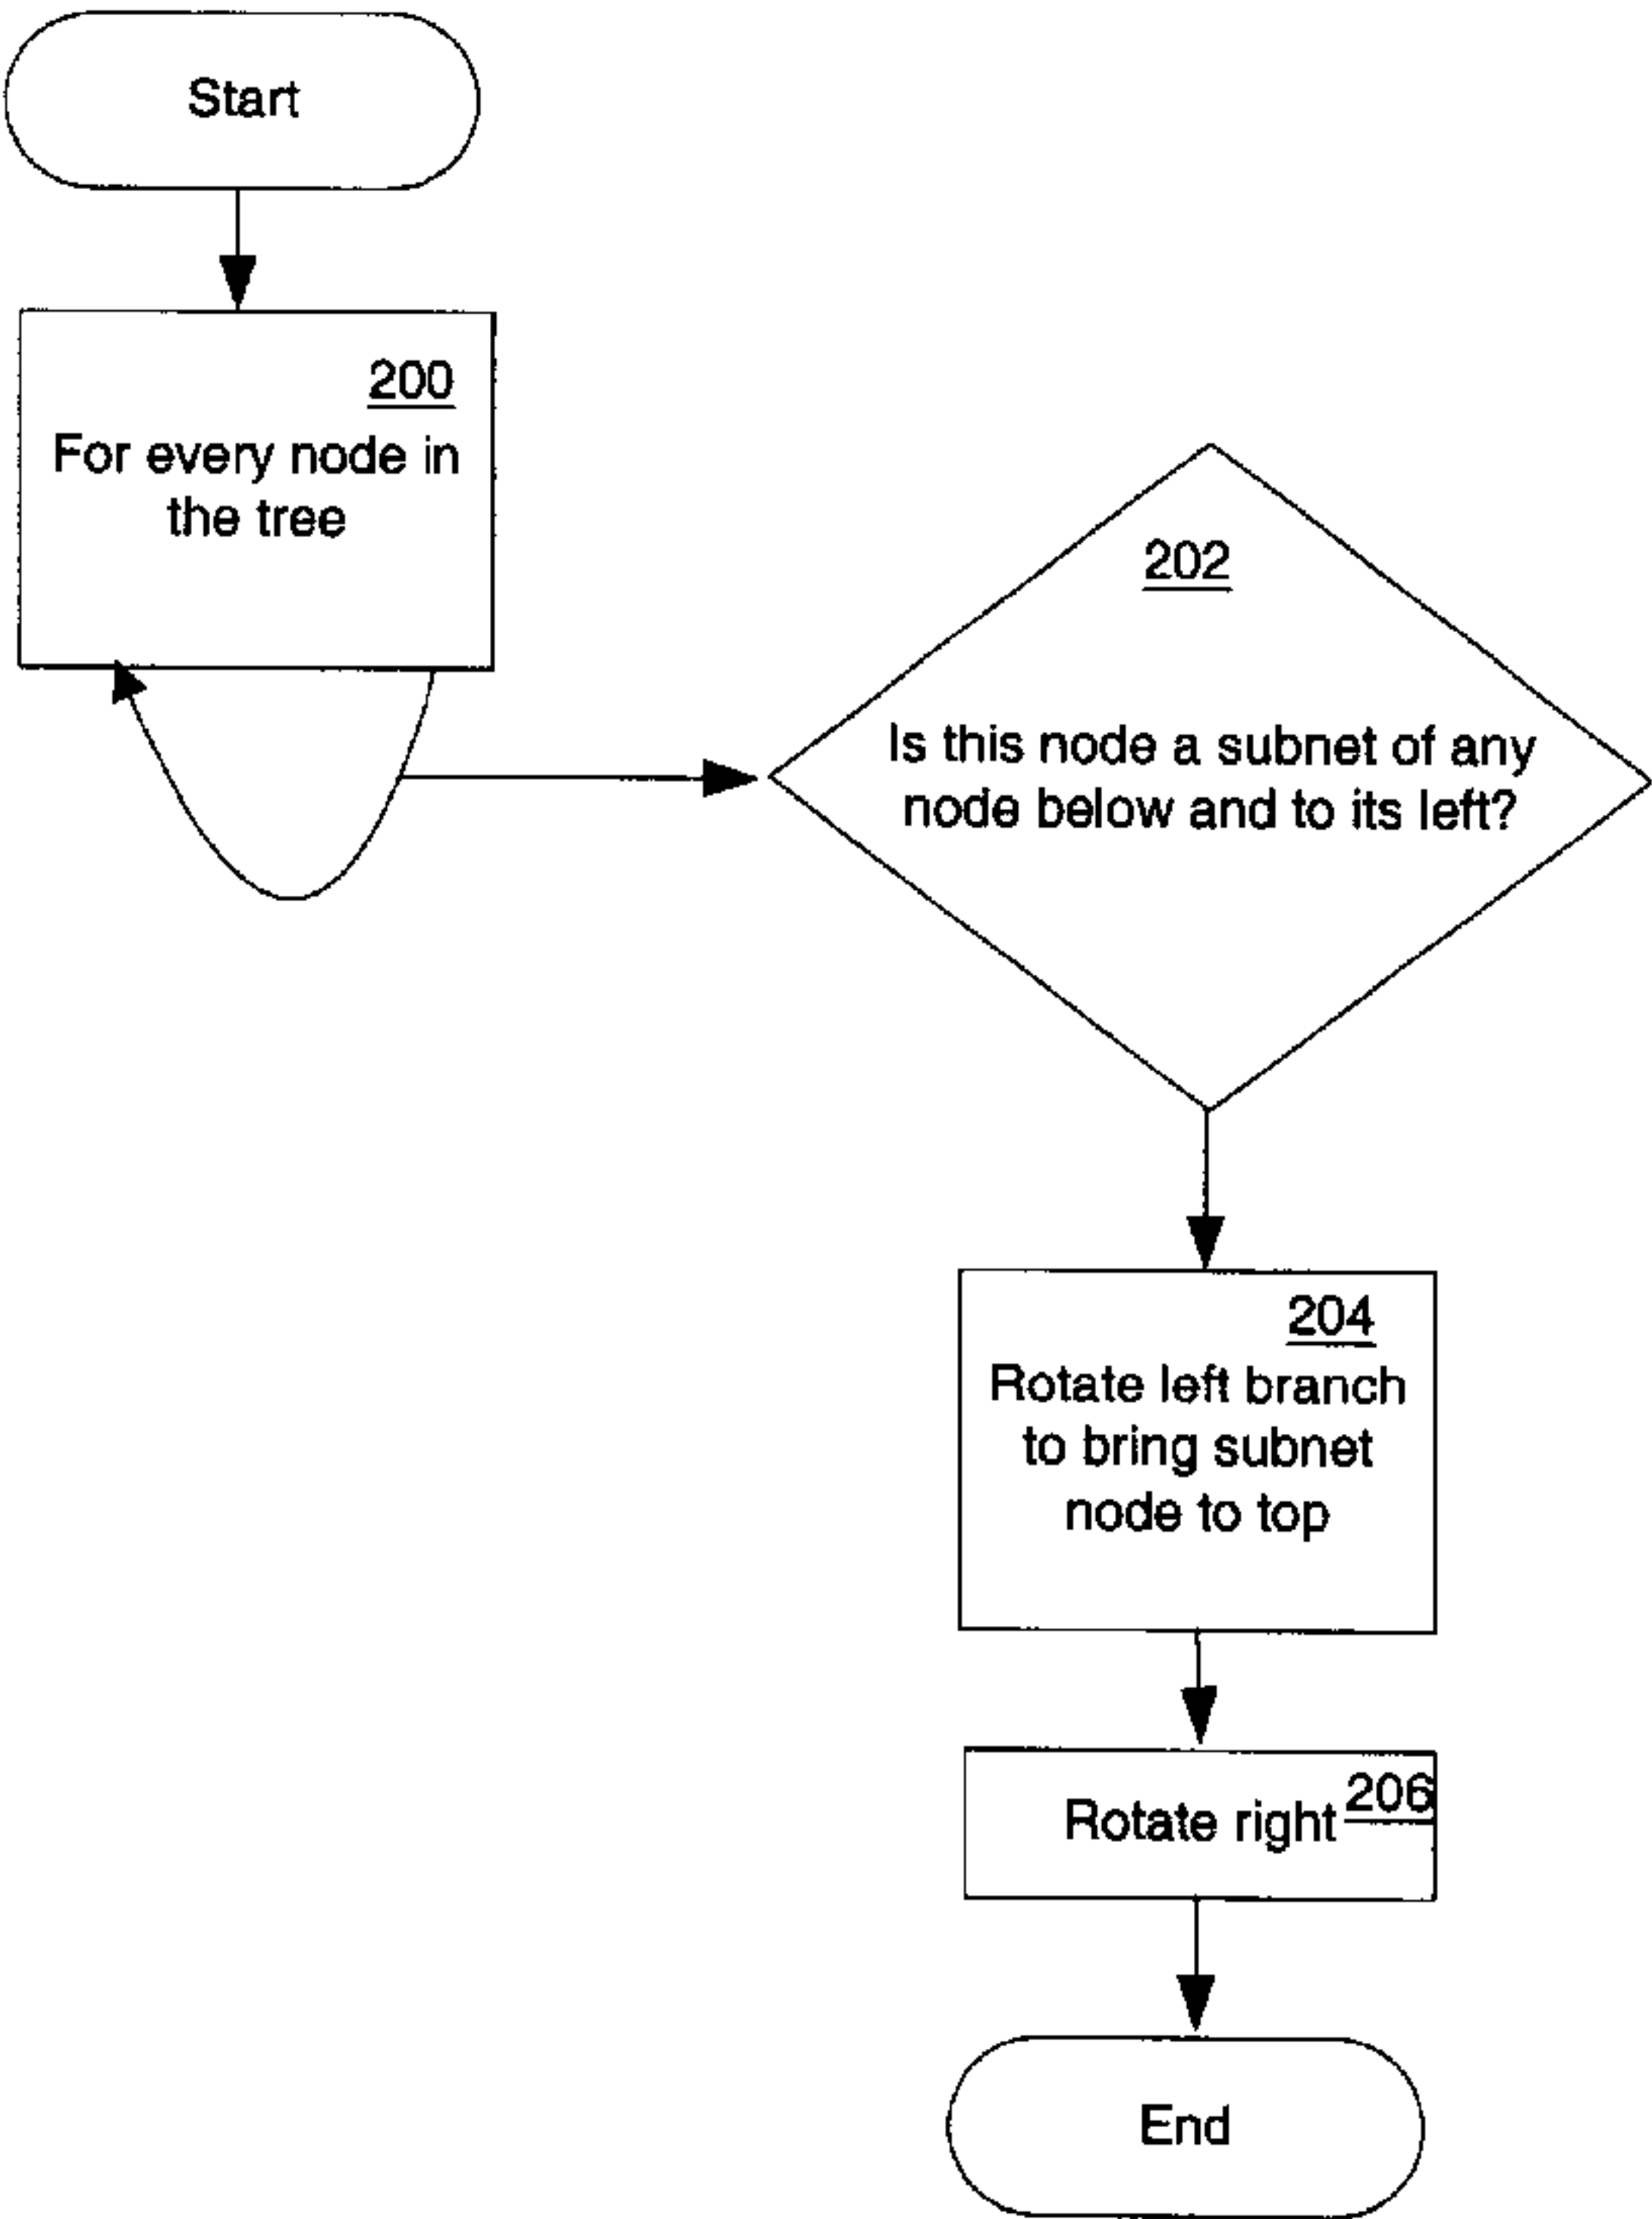 Start
200
For every node in
the tree
202
Is this node a subnet of any
node below and to its left?
204
Rotate left branch
to bring subnet
node to top
206
Rotate right
End